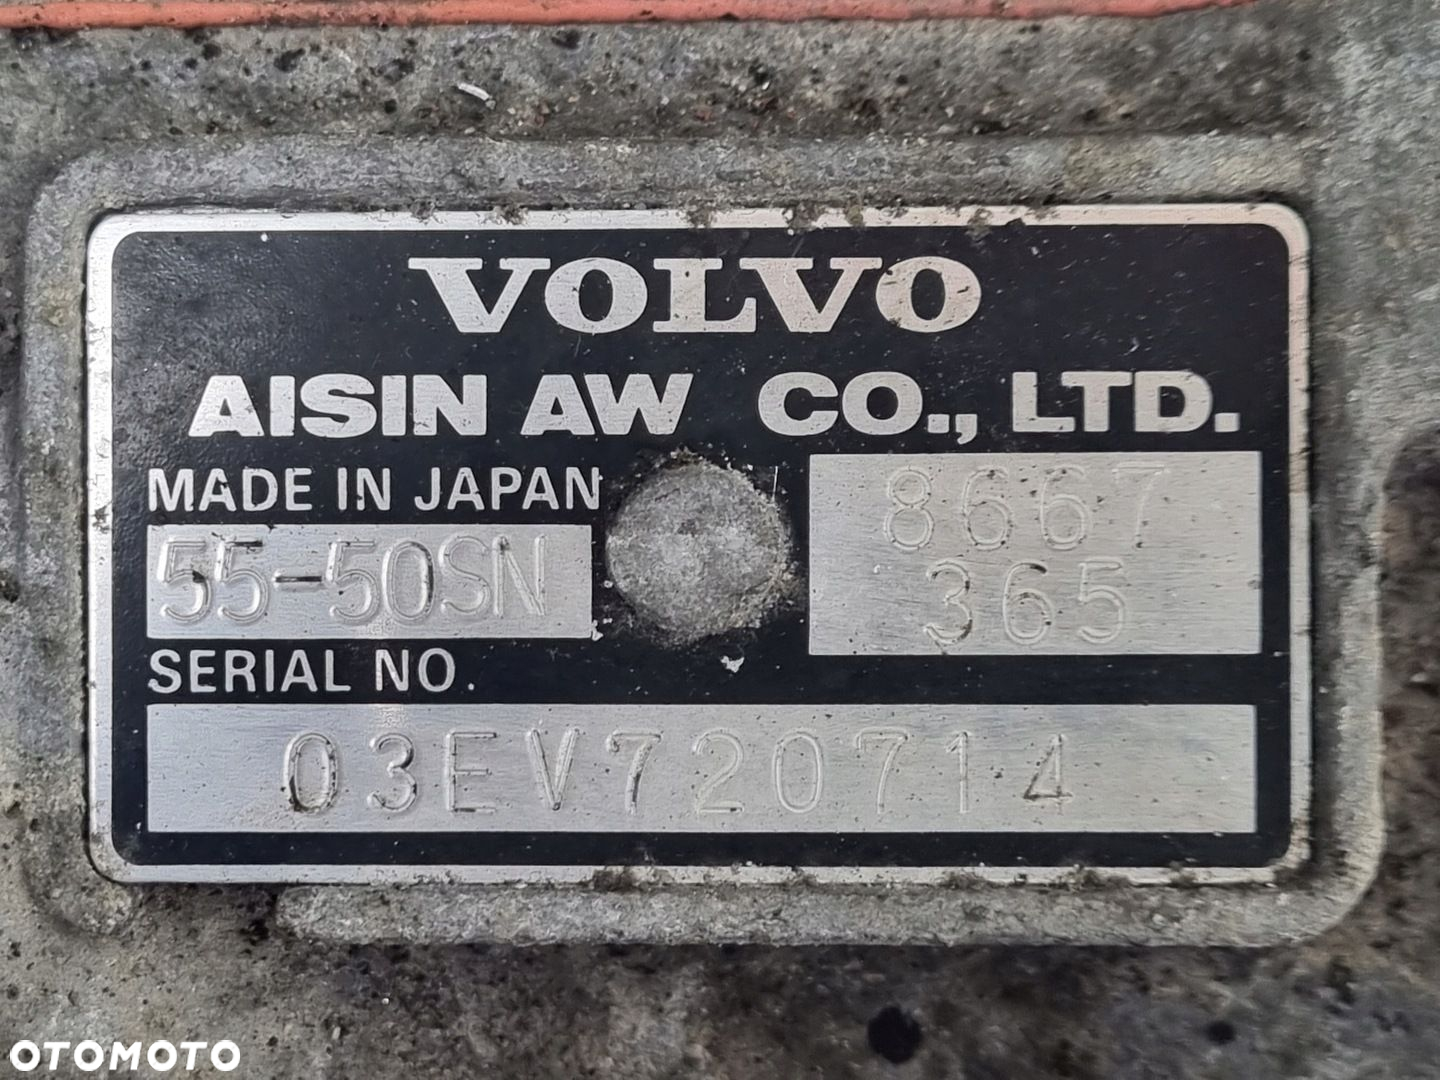 VOLVO
AISIN AW CO., LTD.
MADE IN JAPAN
55-50SN
8667
365
SERIAL NO.
03EV720714
OTOMOTO